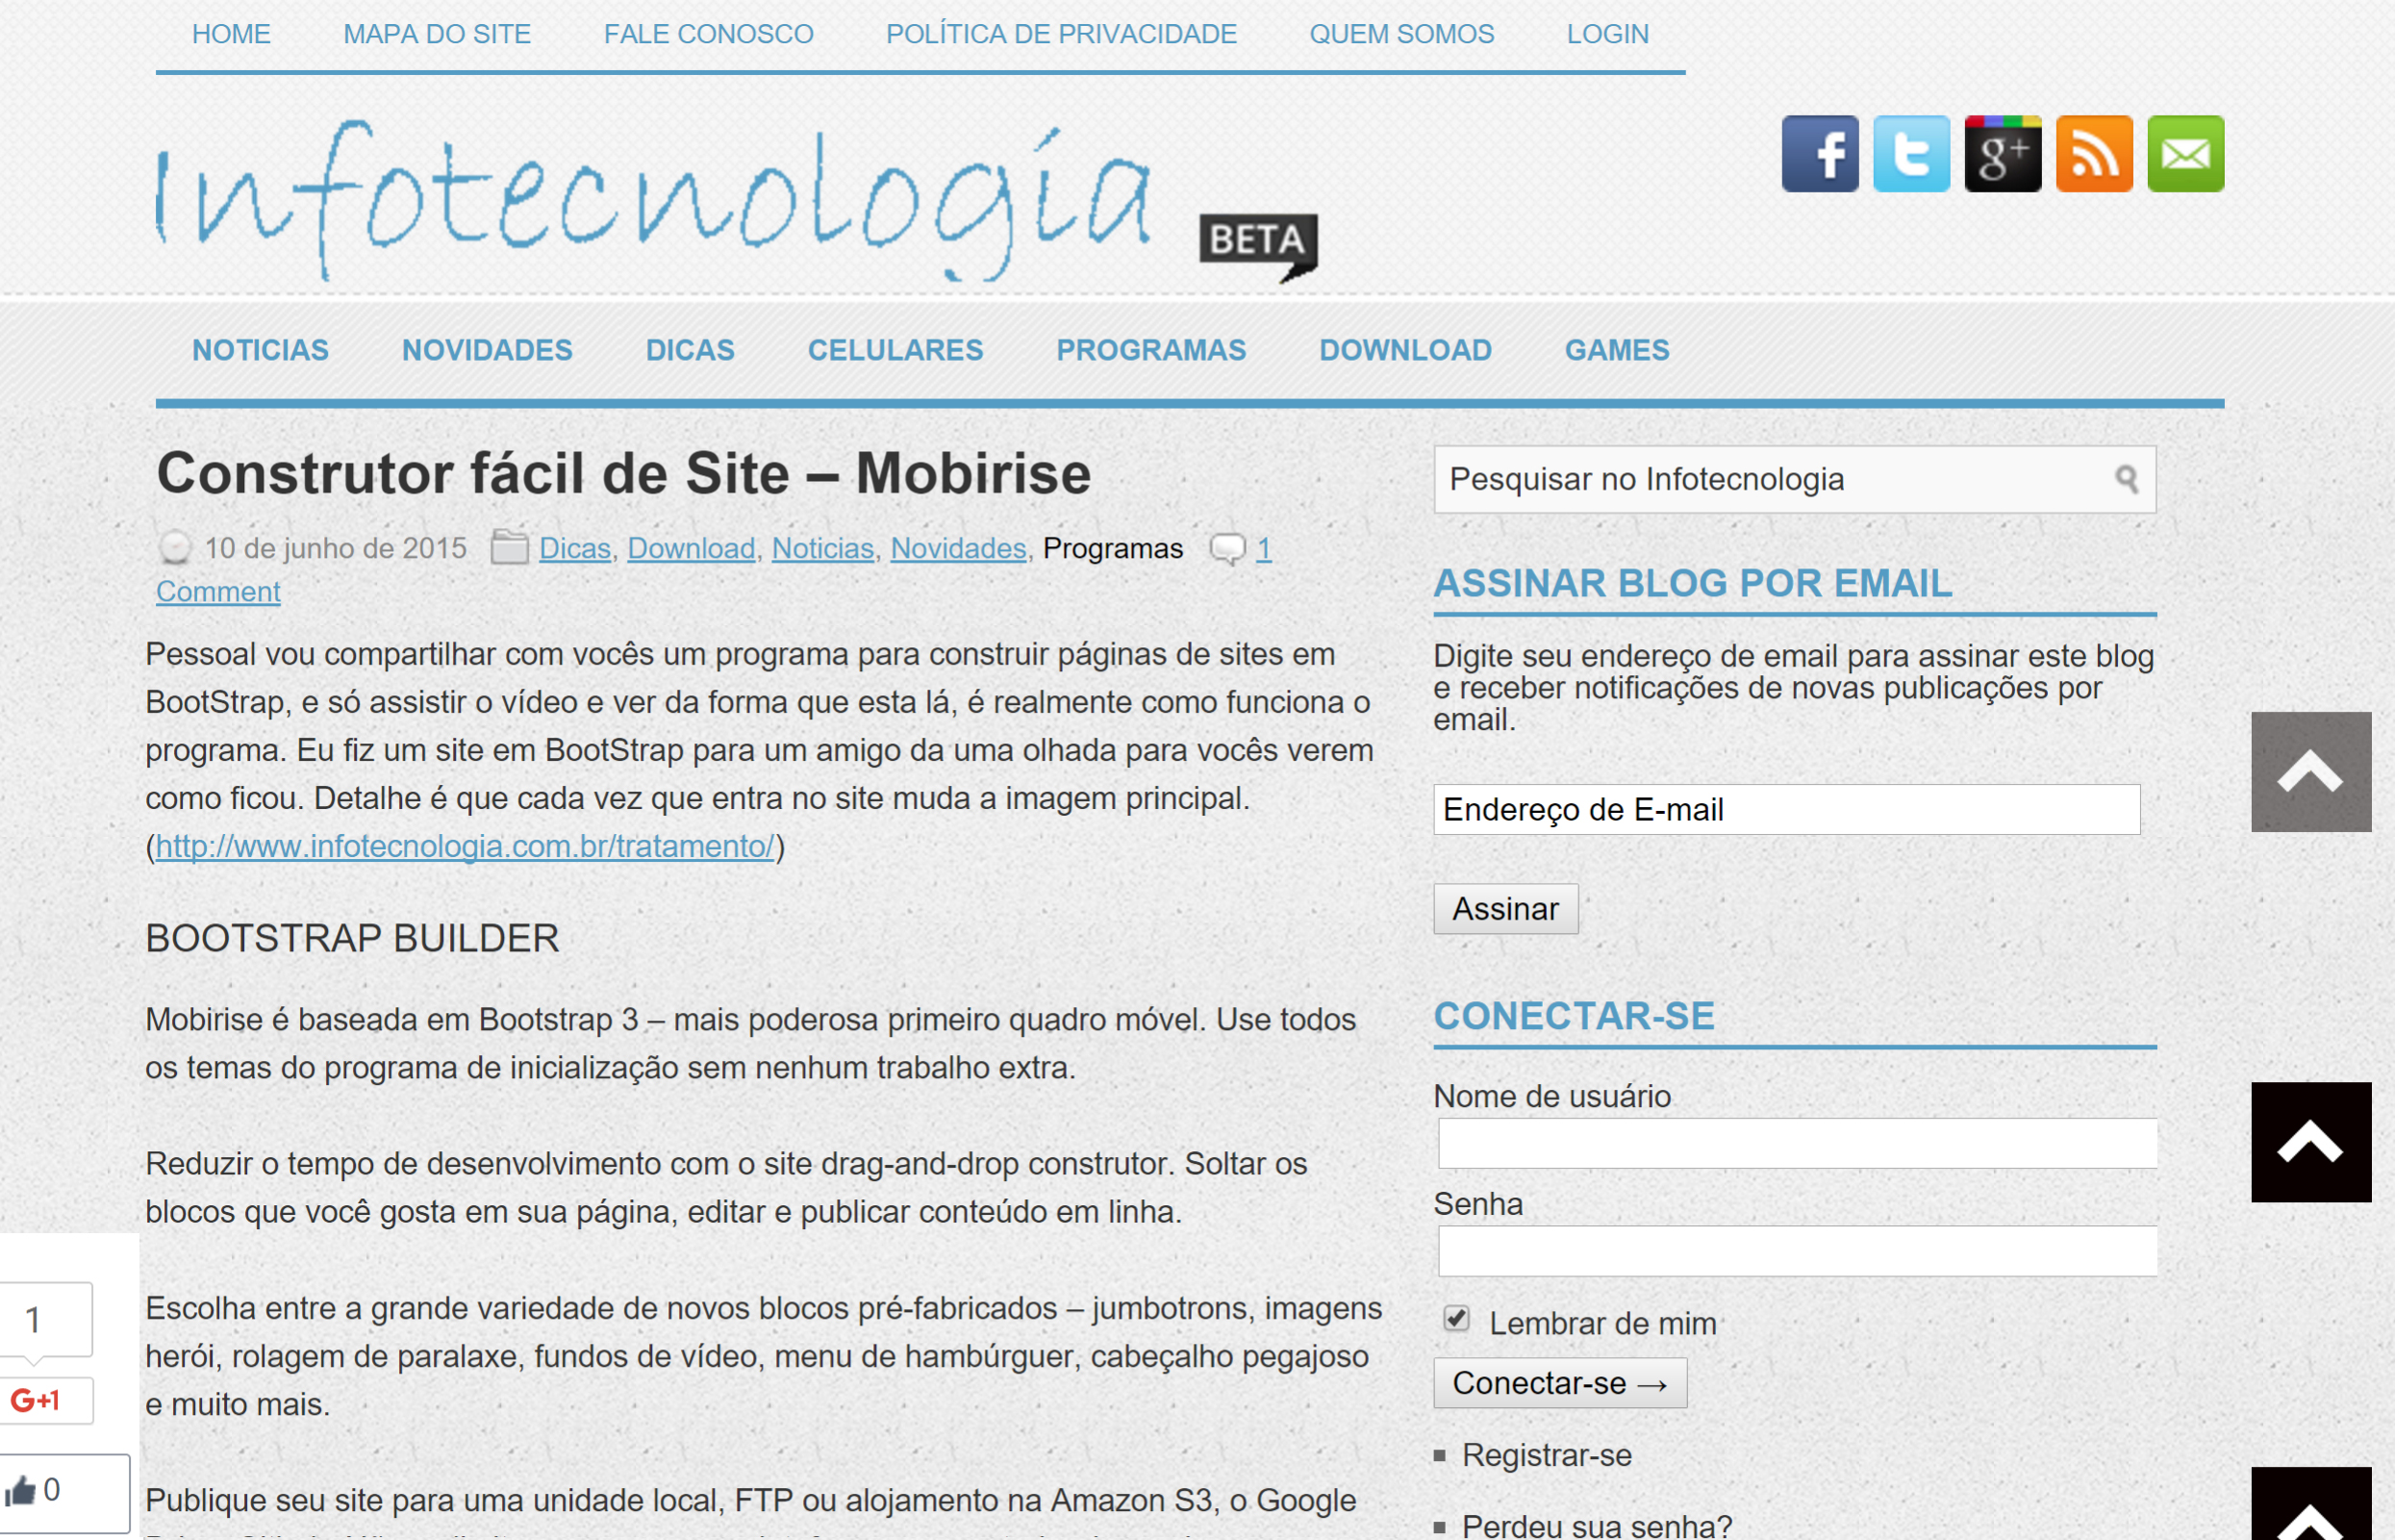 HOME MAPA DO SITE FALE CONOSCO POLÍTICA DE PRIVACIDADE QUEM SOMOS LOGIN
Infotecnologia BETA
NOTICIAS NOVIDADES DICAS CELULARES PROGRAMAS DOWNLOAD GAMES
Construtor fácil de Site – Mobirise
10 de junho de 2015 Dicas, Download, Noticias, Novidades, Programas 1
Comment
Pessoal vou compartilhar com vocês um programa para construir páginas de sites em
BootStrap, e só assistir o vídeo e ver da forma que esta lá, é realmente como funciona o
programa. Eu fiz um site em BootStrap para um amigo da uma olhada para vocês verem
como ficou. Detalhe é que cada vez que entra no site muda a imagem principal.
(http://www.infotecnologia.com.br/tratamento/)
BOOTSTRAP BUILDER
Mobirise é baseada em Bootstrap 3 – mais poderosa primeiro quadro móvel. Use todos
os temas do programa de inicialização sem nenhum trabalho extra.
Reduzir o tempo de desenvolvimento com o site drag-and-drop construtor. Soltar os
blocos que você gosta em sua página, editar e publicar conteúdo em linha.
Escolha entre a grande variedade de novos blocos pré-fabricados – jumbotrons, imagens
herói, rolagem de paralaxe, fundos de vídeo, menu de hambúrguer, cabeçalho pegajoso
e muito mais.
Publique seu site para uma unidade local, FTP ou alojamento na Amazon S3, o Google
1
G+1
0
Pesquisar no Infotecnologia
ASSINAR BLOG POR EMAIL
Digite seu endereço de email para assinar este blog
e receber notificações de novas publicações por
email.
Endereço de E-mail
Assinar
CONECTAR-SE
Nome de usuário
Senha
Lembrar de mim
Conectar-se →
Registrar-se
Perdeu sua senha?